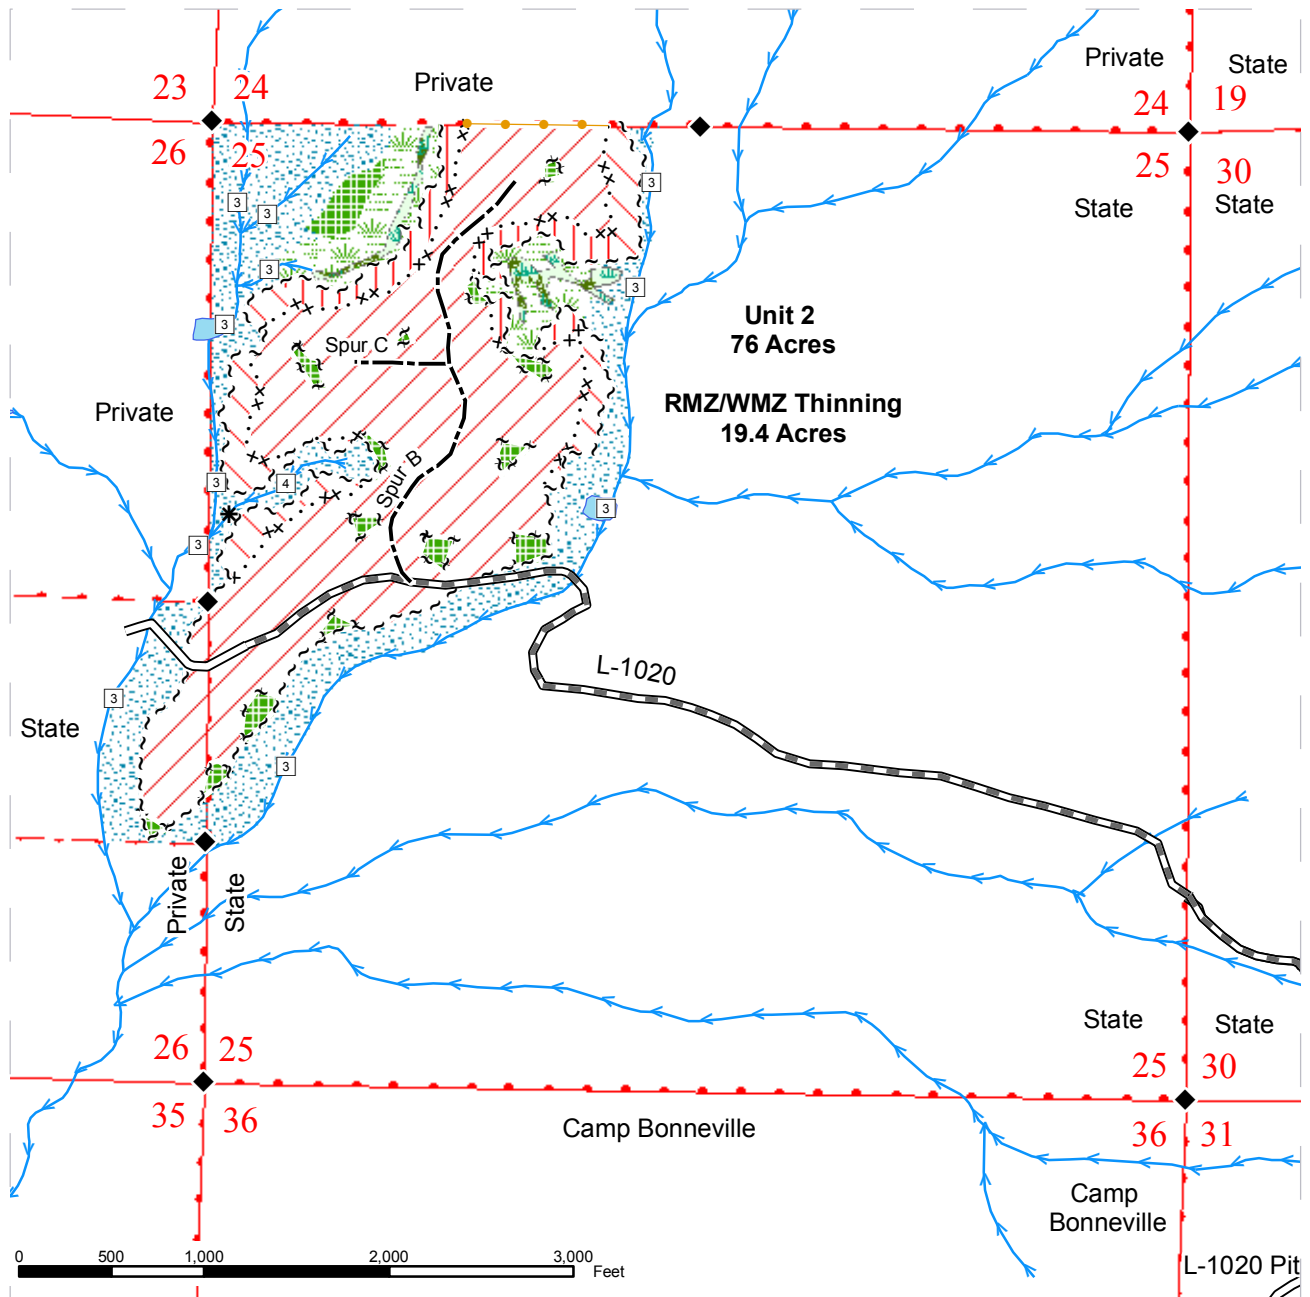 Private
Private
State
23 24
24 19
26 25
25 30
State
State
3
3
3
3
3
3
Unit 2
76 Acres
Spur C
RMZ/WMZ Thinning
19.4 Acres
Private
Spur B
3
4
3
3
L-1020
3
State
3
Private
State
State
State
26 25
25 30
35 36
36 31
Camp Bonneville
Camp
Bonneville
0 500 1,000 2,000 3,000
Feet
L-1020 Pit